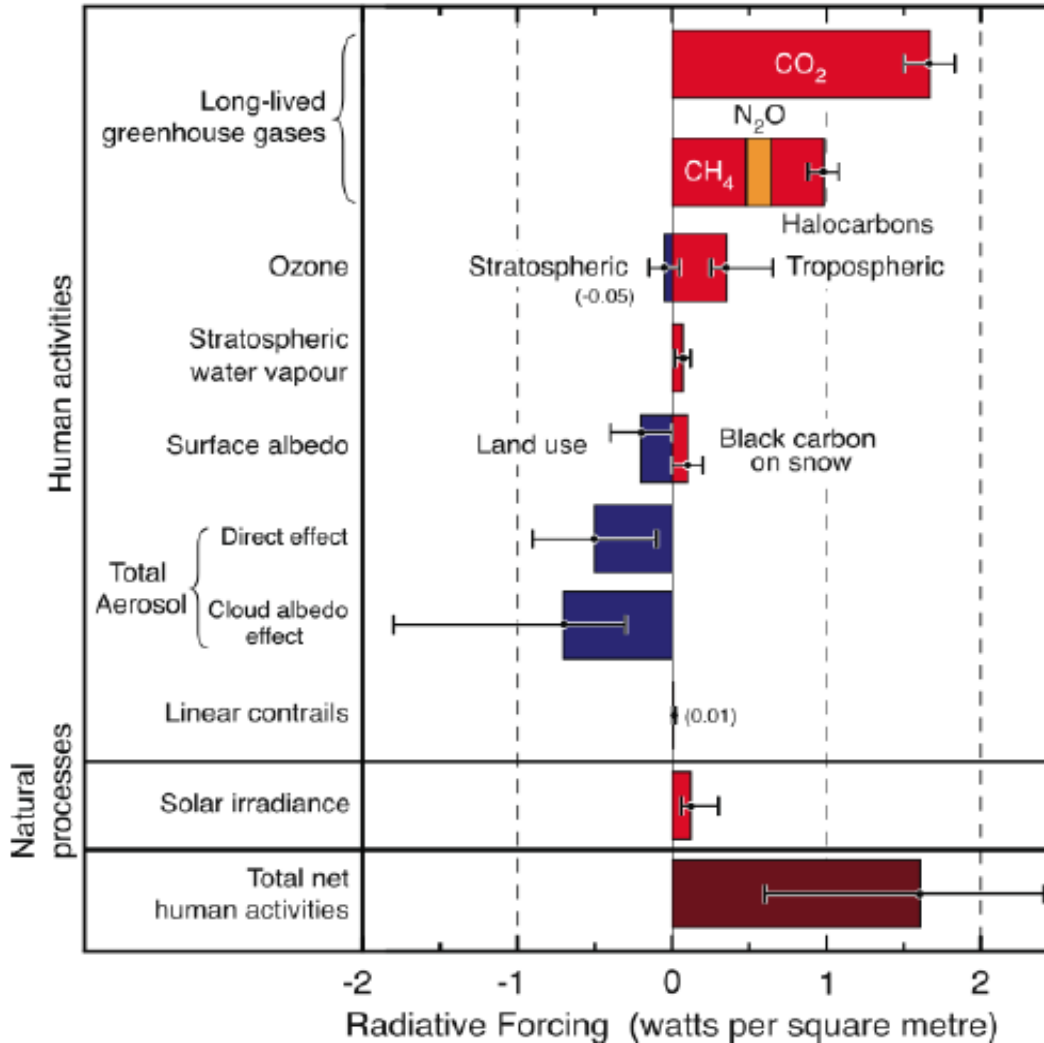 Human activities
Long-lived
greenhouse gases
CO2
N2O
CH4
Halocarbons
Ozone
Stratospheric
(-0.05)
Tropospheric
Stratospheric
water vapour
Surface albedo
Land use
Black carbon
on snow
Total
Aerosol
Direct effect
Cloud albedo
effect
Linear contrails
(0.01)
Natural
processes
Solar irradiance
Total net
human activities
-2 -1 0 1 2
Radiative Forcing (watts per square metre)